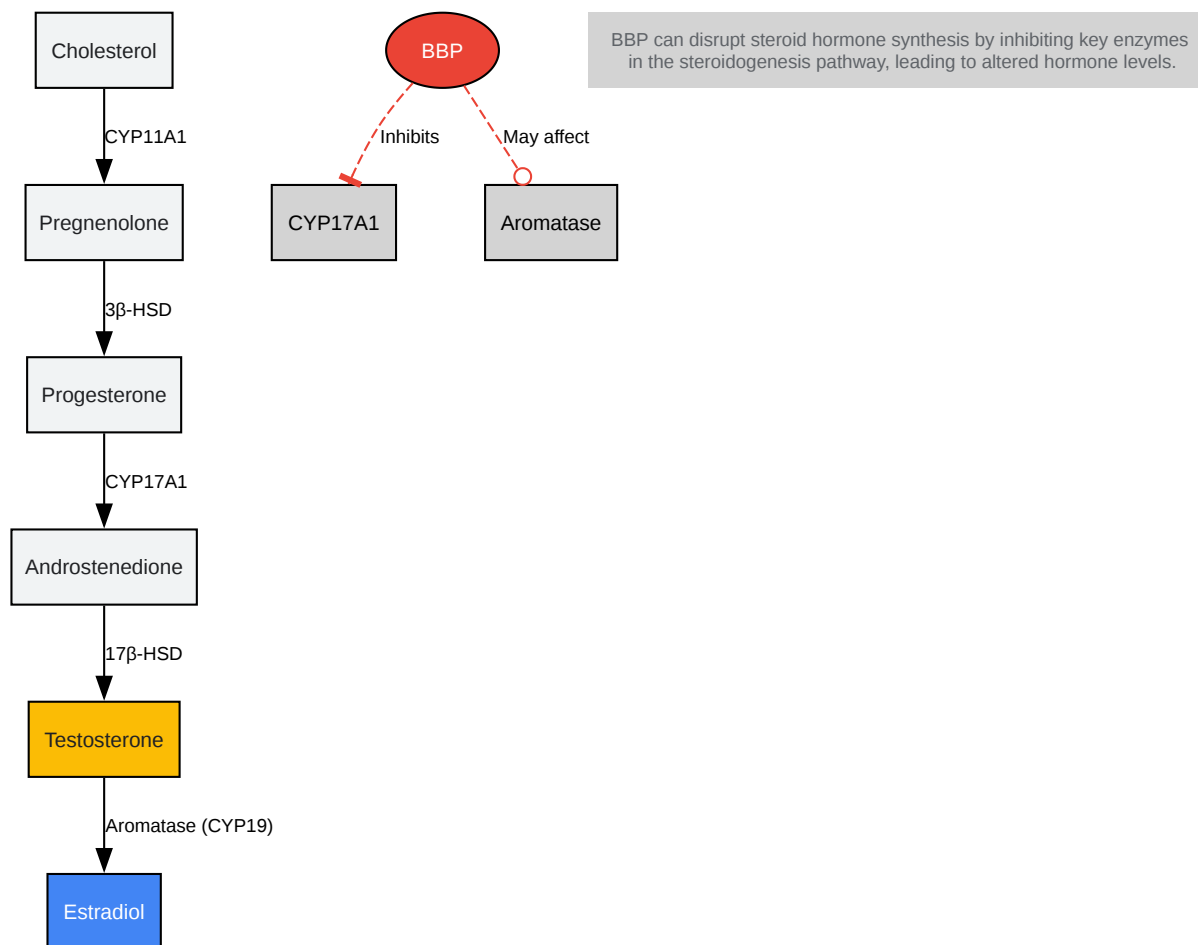 Cholesterol
BBP
BBP can disrupt steroid hormone synthesis by inhibiting key enzymes
in the steroidogenesis pathway, leading to altered hormone levels.
CYP11A1
Inhibits
May affect
Pregnenolone
CYP17A1
Aromatase
3β-HSD
Progesterone
CYP17A1
Androstenedione
17β-HSD
Testosterone
Aromatase (CYP19)
Estradiol